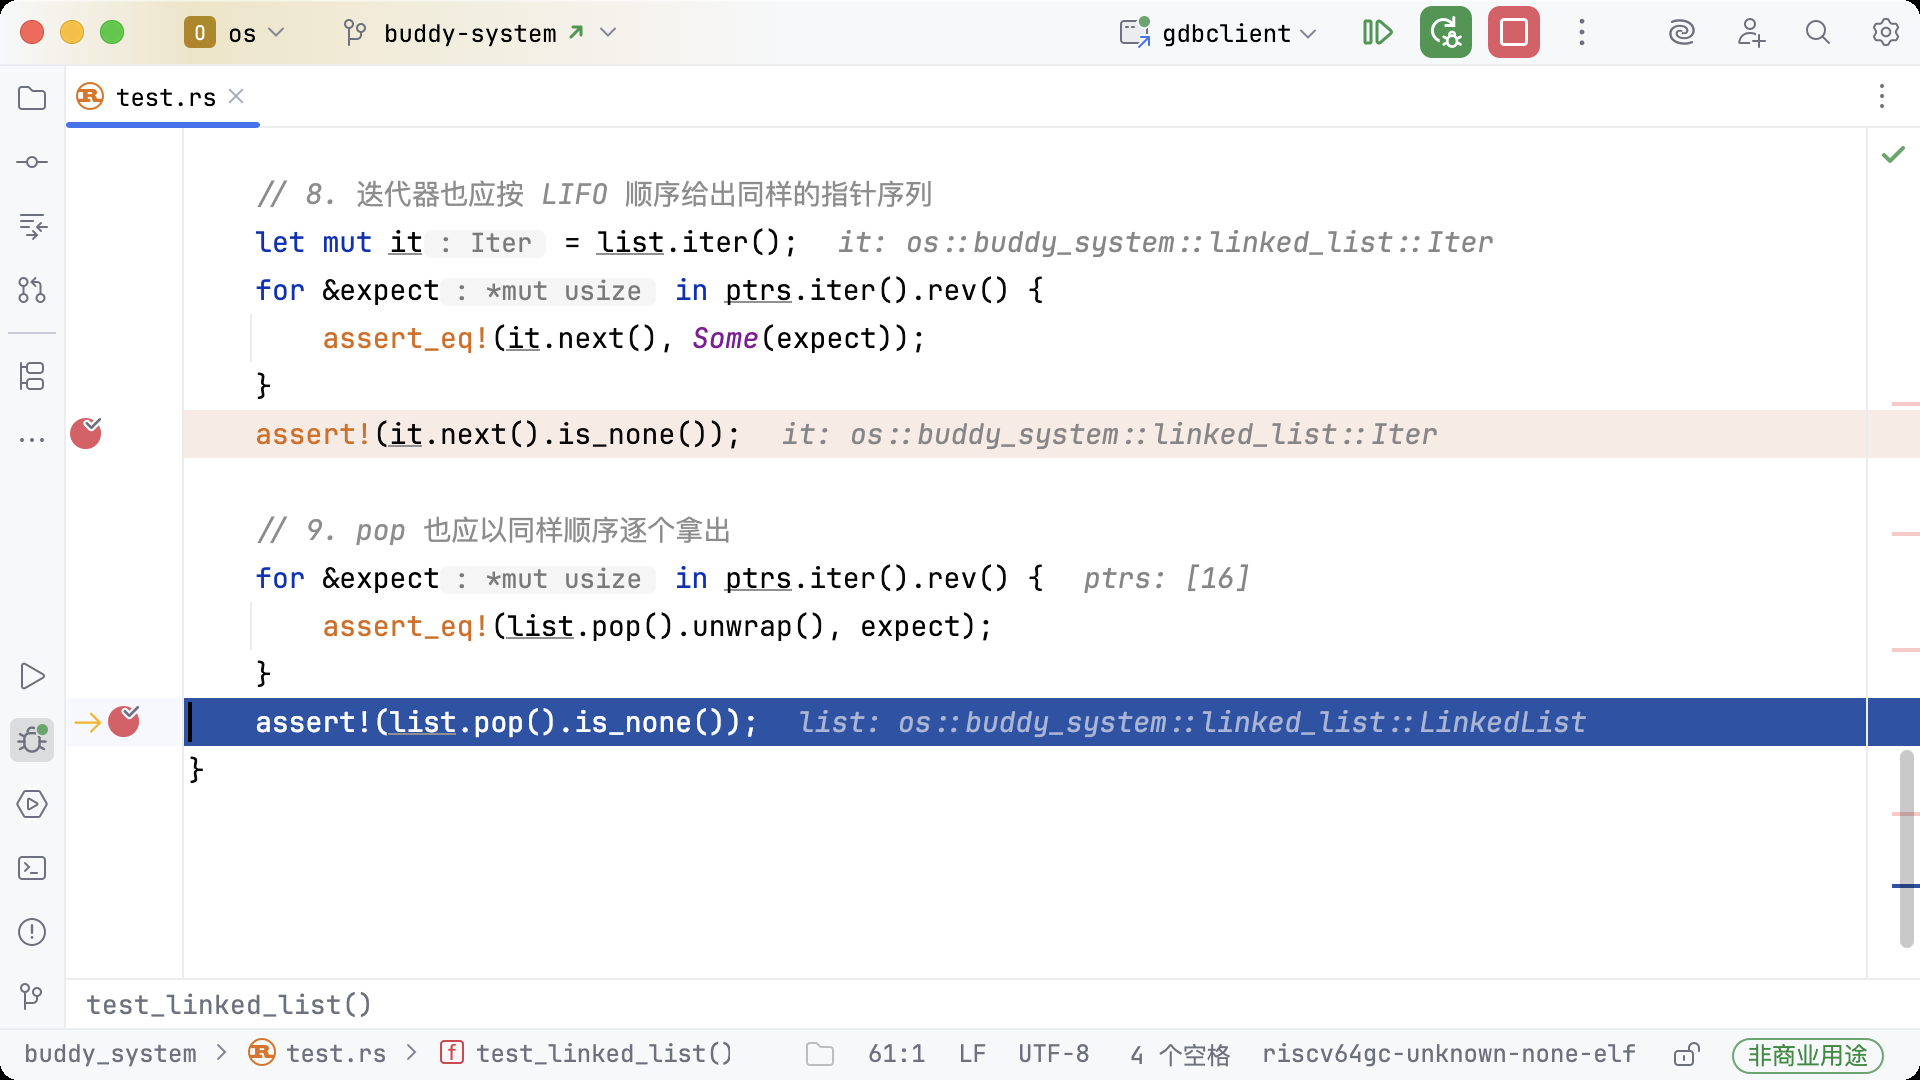 O os buddy-system gdbclient
test.rs
// 8. 迭代器也应按 LIFO 顺序给出同样的指针序列
let mut it : Iter = list.iter(); it: os::buddy_system::linked_list::Iter
for &expect : *mut usize in ptrs.iter().rev() {
assert_eq!(it.next(), Some(expect));
}
assert!(it.next().is_none()); it: os::buddy_system::linked_list::Iter
// 9. pop 也应以同样顺序逐个拿出
for &expect : *mut usize in ptrs.iter().rev() { ptrs: [16]
assert_eq!(list.pop().unwrap(), expect);
}
assert!(list.pop().is_none()); list: os::buddy_system::linked_list::LinkedList
}
test_linked_list()
buddy_system > test.rs > f test_linked_list() 61:1 LF UTF-8 4 个空格 riscv64gc-unknown-none-elf 非商业用途